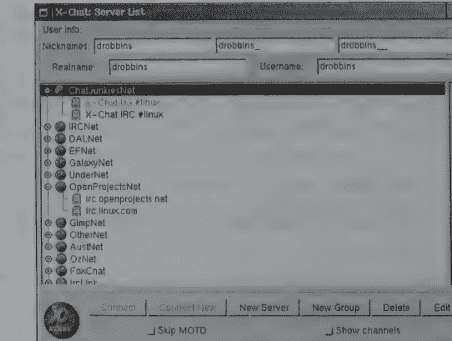 X-Chat: Server List
User Info:
Nicknames: drobbins drobbins_ drobbins__
Realname: drobbins Username: drobbins
ChatJunkiesNet
X-Chat IRC #linux
IRCNet
DALNet
EFNet
GalaxyNet
UnderNet
OpenProjectsNet
irc.openprojects.net
irc.linux.com
GimpNet
OtherNet
AustNet
OzNet
FoxChat
IrcLink
Connect Connect New New Server New Group Delete Edit
Skip MOTD Show channels